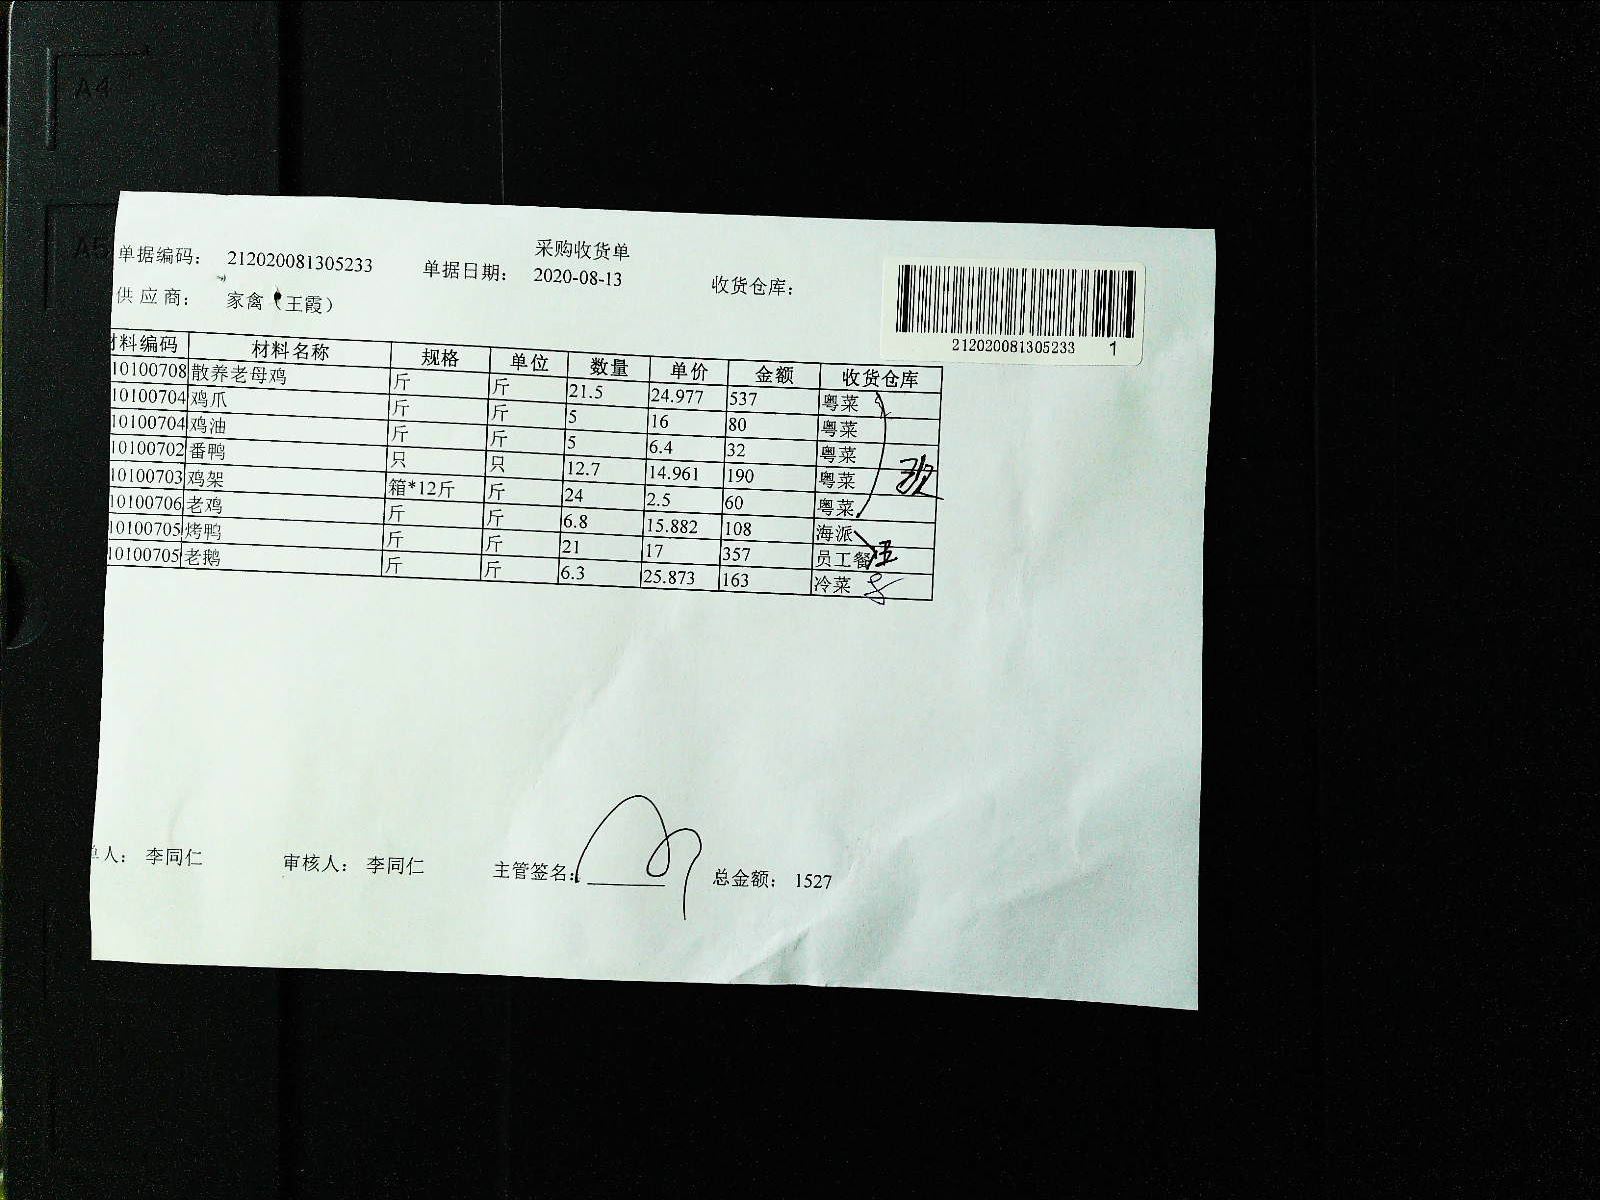 A4
A5
采购收货单
单据编码： 212020081305233 单据日期： 2020-08-13 收货仓库：
供 应 商： 家禽（王霞）
212020081305233 1
材料编码 材料名称 规格 单位 数量 单价 金额 收货仓库
10100708 散养老母鸡 斤 斤 21.5 24.977 537 粤菜
10100704 鸡爪 斤 斤 5 16 80 粤菜
10100704 鸡油 斤 斤 5 6.4 32 粤菜
10100702 番鸭 只 只 12.7 14.961 190 粤菜
10100703 鸡架 箱*12斤 斤 24 2.5 60 粤菜
10100706 老鸡 斤 斤 6.8 15.882 108 海派
10100705 烤鸭 斤 斤 21 17 357 员工餐
10100705 老鹅 斤 斤 6.3 25.873 163 冷菜
单人： 李同仁 审核人： 李同仁 主管签名： 总金额： 1527